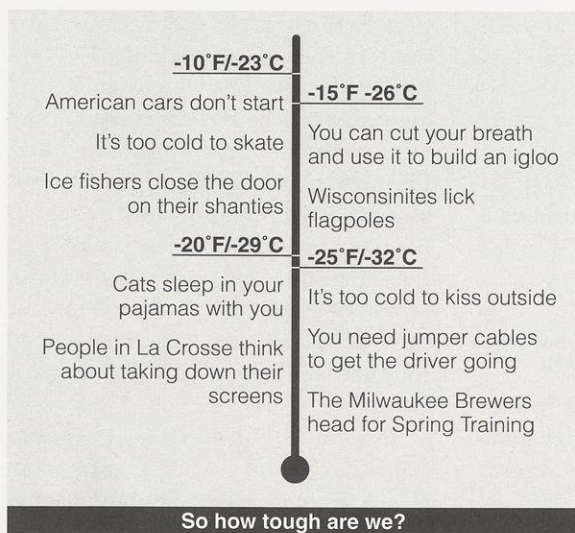 -10˚F/-23˚C
American cars don't start
It's too cold to skate
Ice fishers close the door
on their shanties
-15˚F -26˚C
You can cut your breath
and use it to build an igloo
Wisconsinites lick
flagpoles
-20˚F/-29˚C
Cats sleep in your
pajamas with you
People in La Crosse think
about taking down their
screens
-25˚F/-32˚C
It's too cold to kiss outside
You need jumper cables
to get the driver going
The Milwaukee Brewers
head for Spring Training
So how tough are we?